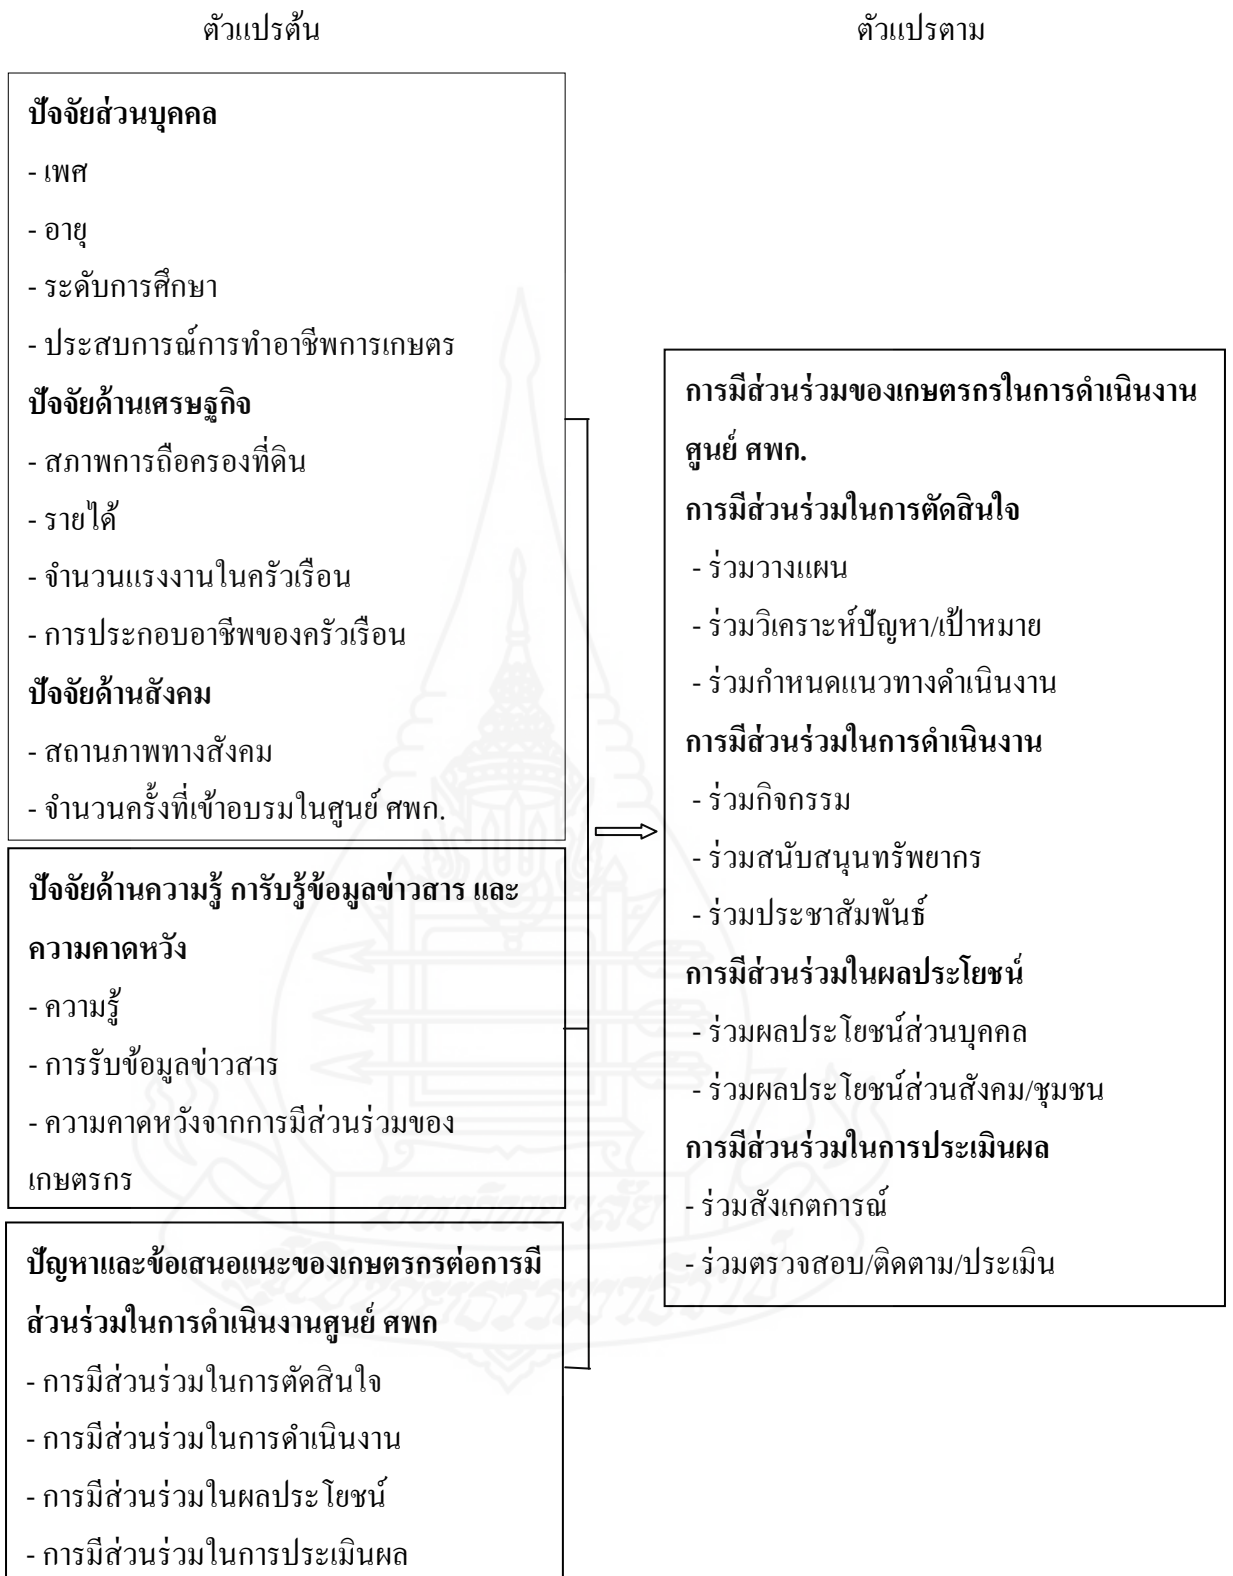 ตัวแปรต้น
ตัวแปรตาม
ปัจจัยส่วนบุคคล
- เพศ
- อายุ
- ระดับการศึกษา
- ประสบการณ์การทำอาชีพการเกษตร
ปัจจัยด้านเศรษฐกิจ
- สภาพการถือครองที่ดิน
- รายได้
- จำนวนแรงงานในครัวเรือน
- การประกอบอาชีพของครัวเรือน
ปัจจัยด้านสังคม
- สถานภาพทางสังคม
- จำนวนครั้งที่เข้าอบรมในศูนย์ ศพก.
ปัจจัยด้านความรู้ การับรู้ข้อมูลข่าวสาร และ
ความคาดหวัง
- ความรู้
- การรับข้อมูลข่าวสาร
- ความคาดหวังจากการมีส่วนร่วมของ
เกษตรกร
ปัญหาและข้อเสนอแนะของเกษตรกรต่อการมี
ส่วนร่วมในการดำเนินงานศูนย์ ศพก
- การมีส่วนร่วมในการตัดสินใจ
- การมีส่วนร่วมในการดำเนินงาน
- การมีส่วนร่วมในผลประโยชน์
- การมีส่วนร่วมในการประเมินผล
การมีส่วนร่วมของเกษตรกรในการดำเนินงาน
ศูนย์ ศพก.
การมีส่วนร่วมในการตัดสินใจ
- ร่วมวางแผน
- ร่วมวิเคราะห์ปัญหา/เป้าหมาย
- ร่วมกำหนดแนวทางดำเนินงาน
การมีส่วนร่วมในการดำเนินงาน
- ร่วมกิจกรรม
- ร่วมสนับสนุนทรัพยากร
- ร่วมประชาสัมพันธ์
การมีส่วนร่วมในผลประโยชน์
- ร่วมผลประโยชน์ส่วนบุคคล
- ร่วมผลประโยชน์ส่วนสังคม/ชุมชน
การมีส่วนร่วมในการประเมินผล
- ร่วมสังเกตการณ์
- ร่วมตรวจสอบ/ติดตาม/ประเมิน
มหาวิทยาลัย
สุโขทัยธรรมาธิราช